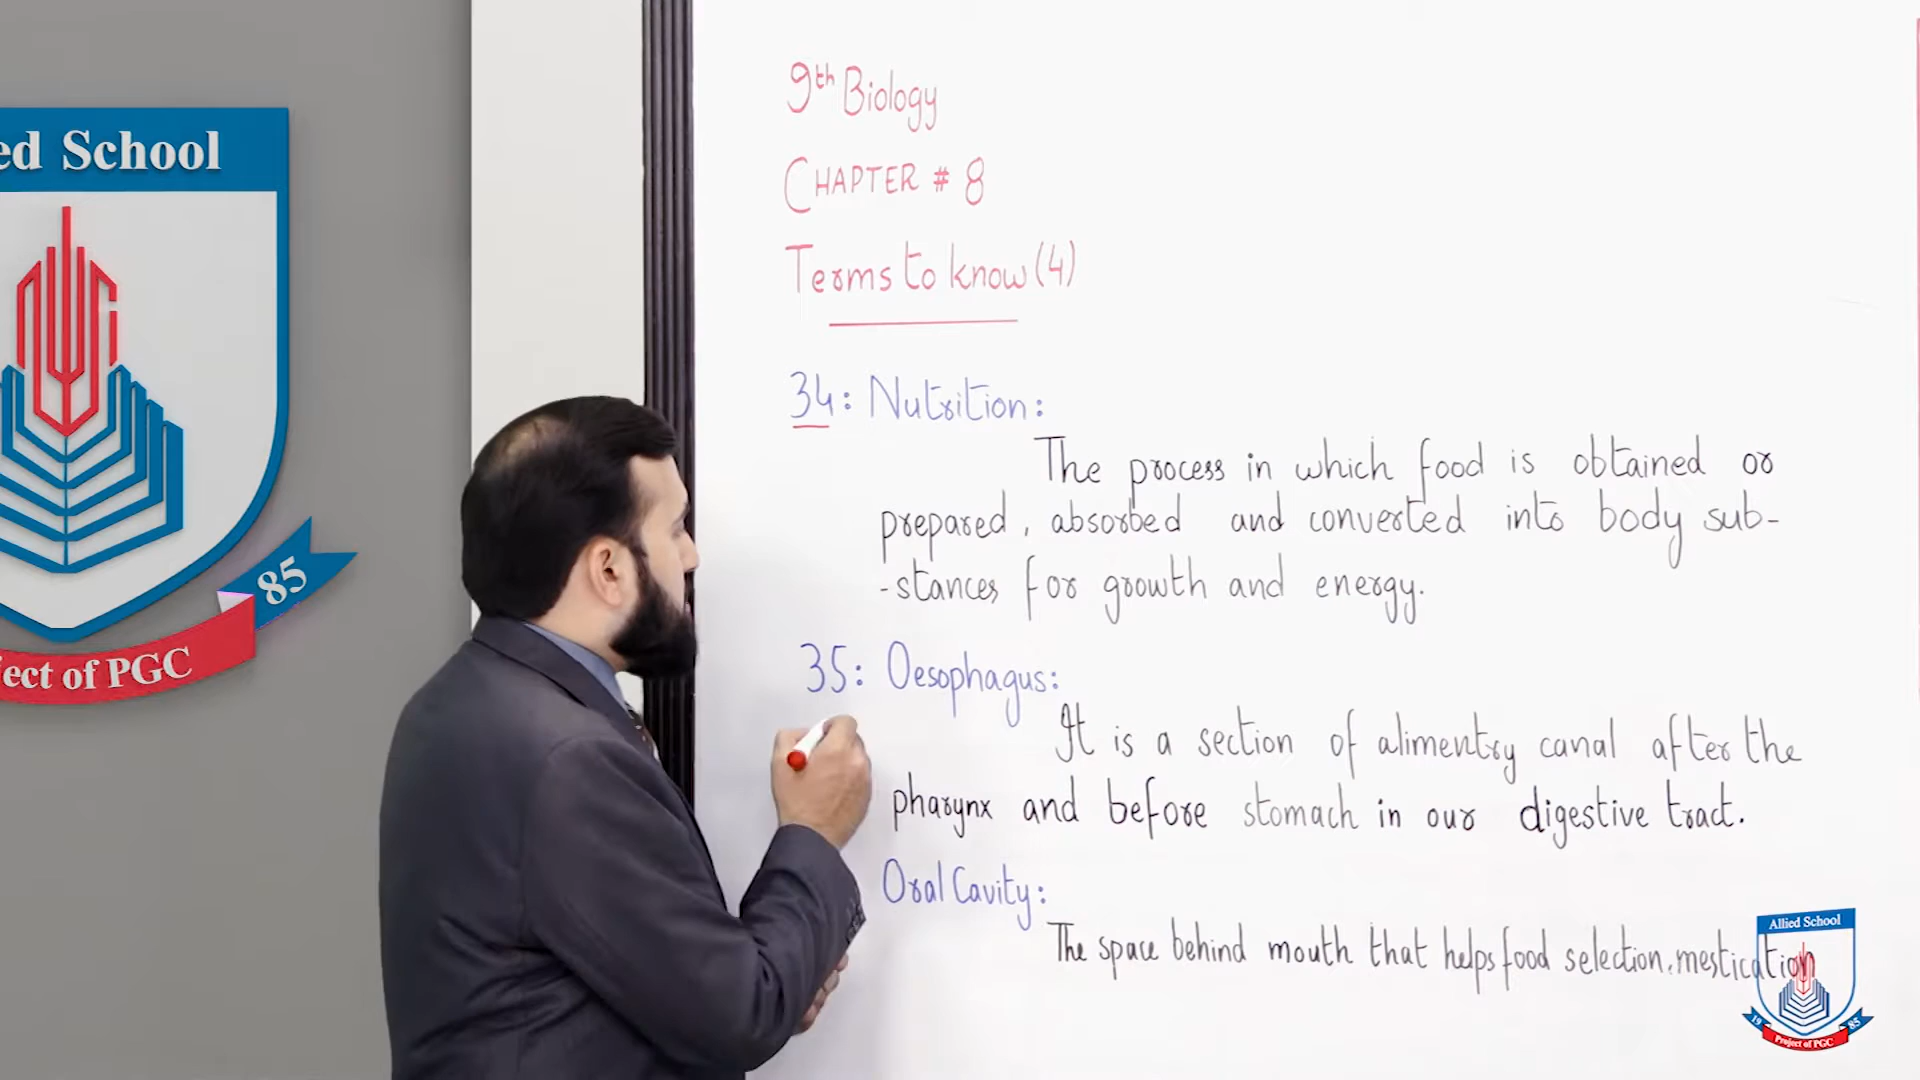 ed School
85
ject of PGC
9th Biology
CHAPTER # 8
Terms to know (4)
34: Nutrition:
The process in which food is obtained or
prepared, absorbed and converted into body sub-
-stances for growth and energy.
35: Oesophagus:
It is a section of alimentry canal after the
pharynx and before stomach in our digestive tract.
Oral Cavity:
The space behind mouth that helps food selection, mestication
Allied School
19 85
Project of PGC